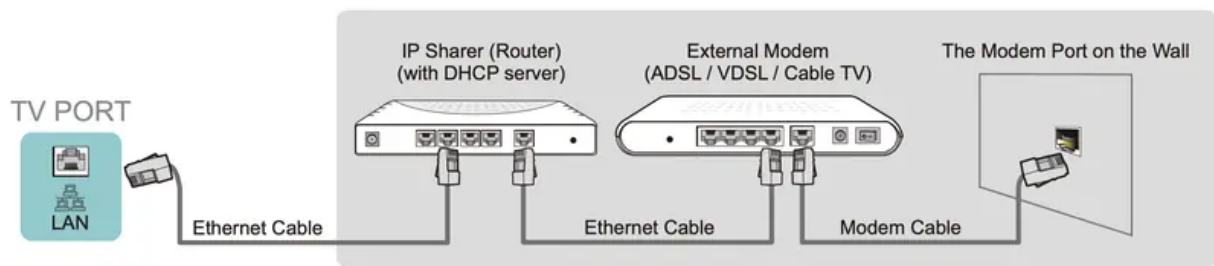 IP Sharer (Router)
(with DHCP server)
External Modem
(ADSL / VDSL / Cable TV)
The Modem Port on the Wall
TV PORT
LAN
Ethernet Cable
Ethernet Cable
Modem Cable